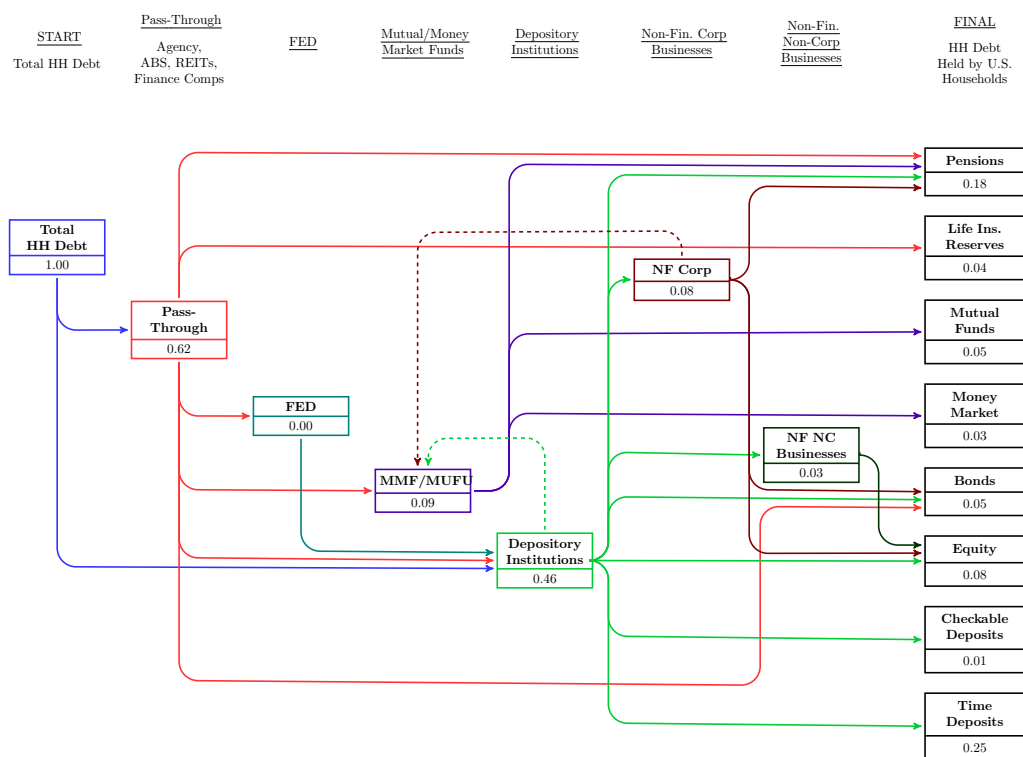 START
Total HH Debt
Pass-Through
Agency,
ABS, REITs,
Finance Comps
FED
Mutual/Money
Market Funds
Depository
Institutions
Non-Fin. Corp
Businesses
Non-Fin.
Non-Corp
Businesses
FINAL
HH Debt
Held by U.S.
Households
Total
HH Debt
1.00
Pass-
Through
0.62
FED
0.00
MMF/MUFU
0.09
Depository
Institutions
0.46
NF Corp
0.08
NF NC
Businesses
0.03
Pensions
0.18
Life Ins.
Reserves
0.04
Mutual
Funds
0.05
Money
Market
0.03
Bonds
0.05
Equity
0.08
Checkable
Deposits
0.01
Time
Deposits
0.25